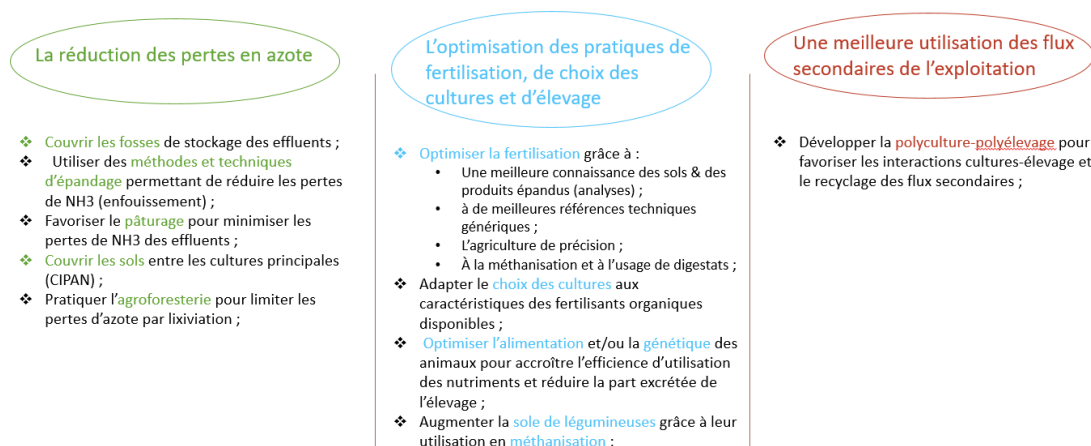 La réduction des pertes en azote
❖ Couvrir les fosses de stockage des effluents ;
❖ Utiliser des méthodes et techniques
d’épandage permettant de réduire les pertes
de NH3 (enfouissement) ;
❖ Favoriser le pâturage pour minimiser les
pertes de NH3 des effluents ;
❖ Couvrir les sols entre les cultures principales
(CIPAN) ;
❖ Pratiquer l’agroforesterie pour limiter les
pertes d’azote par lixiviation ;
L’optimisation des pratiques de
fertilisation, de choix des
cultures et d’élevage
❖ Optimiser la fertilisation grâce à :
• Une meilleure connaissance des sols & des
produits épandus (analyses) ;
• à de meilleures références techniques
génériques ;
• L’agriculture de précision ;
• À la méthanisation et à l’usage de digestats ;
❖ Adapter le choix des cultures aux
caractéristiques des fertilisants organiques
disponibles ;
❖ Optimiser l’alimentation et/ou la génétique des
animaux pour accroître l’efficience d’utilisation
des nutriments et réduire la part excrétée de
l’élevage ;
❖ Augmenter la sole de légumineuses grâce à leur
utilisation en méthanisation ;
Une meilleure utilisation des flux
secondaires de l’exploitation
❖ Développer la polyculture-polyélevage pour
favoriser les interactions cultures-élevage et
le recyclage des flux secondaires ;